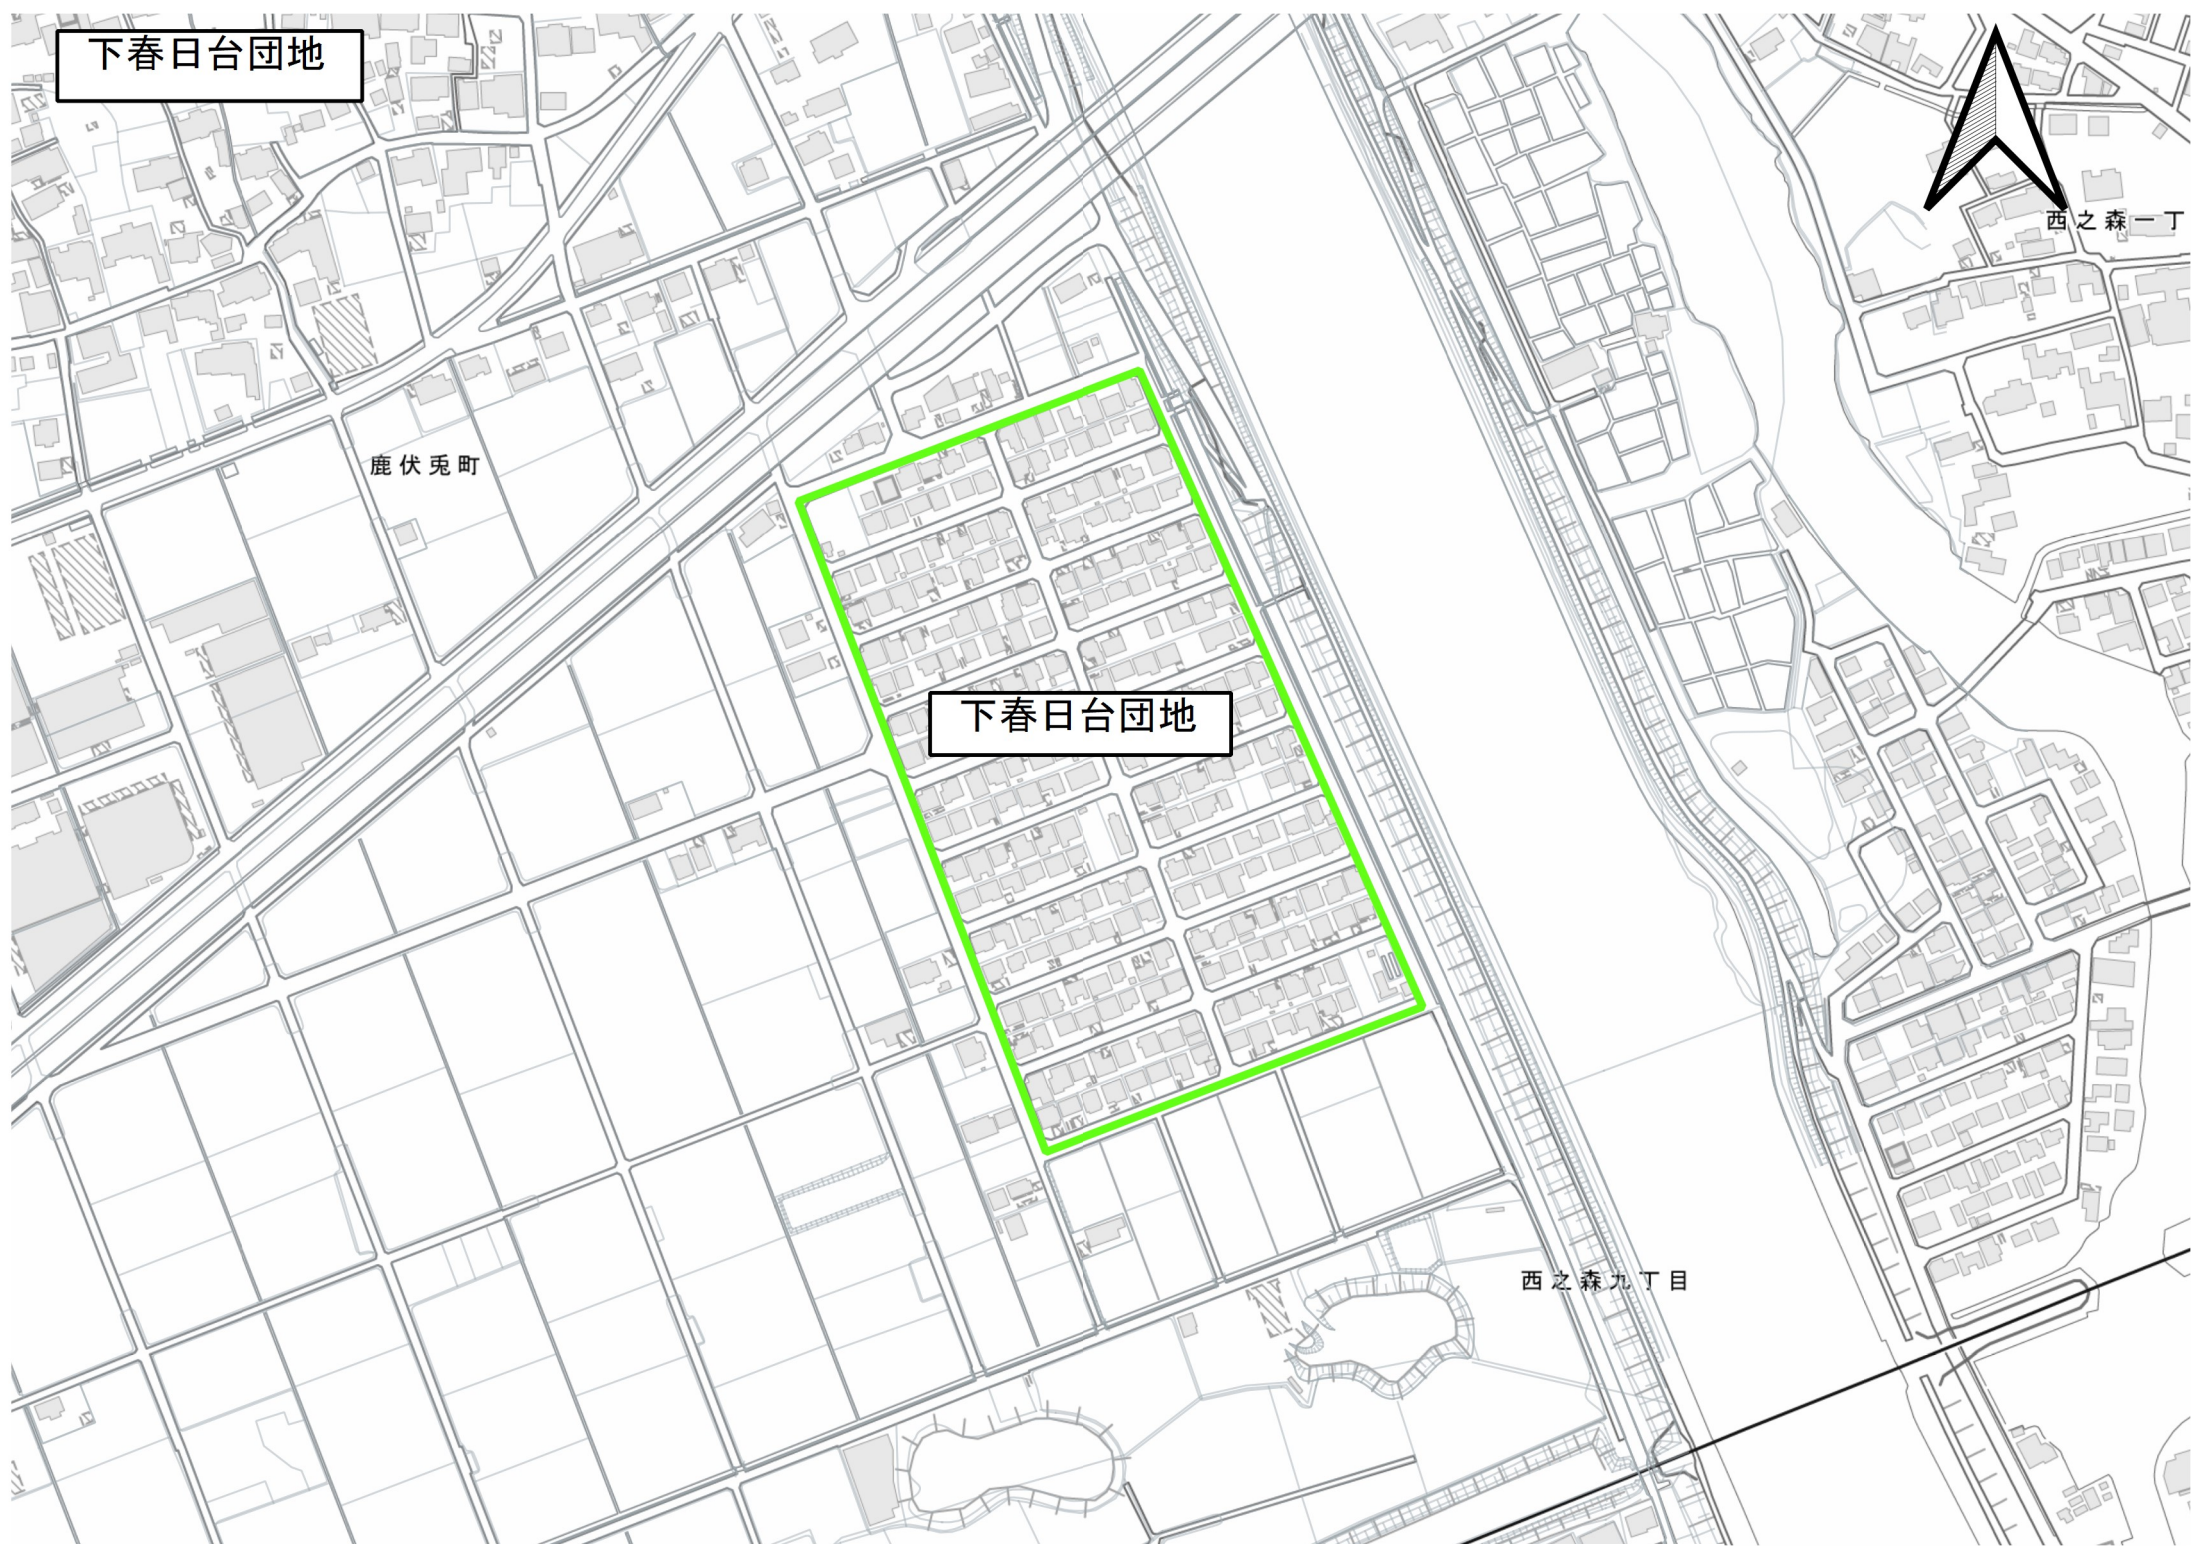 下春日台団地
西之森一丁
鹿伏兎町
下春日台団地
西之森九丁目